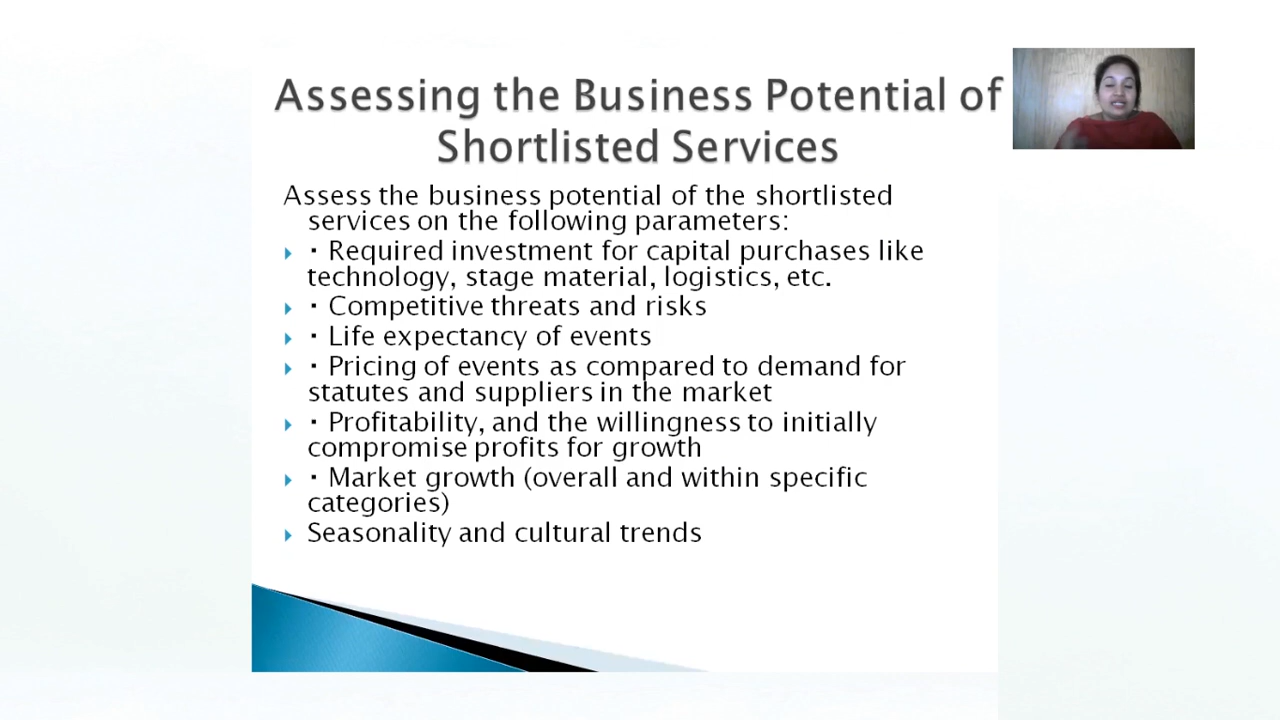 Assessing the Business Potential of
Shortlisted Services
Assess the business potential of the shortlisted
services on the following parameters:
· Required investment for capital purchases like
technology, stage material, logistics, etc.
· Competitive threats and risks
· Life expectancy of events
· Pricing of events as compared to demand for
statutes and suppliers in the market
· Profitability, and the willingness to initially
compromise profits for growth
· Market growth (overall and within specific
categories)
Seasonality and cultural trends